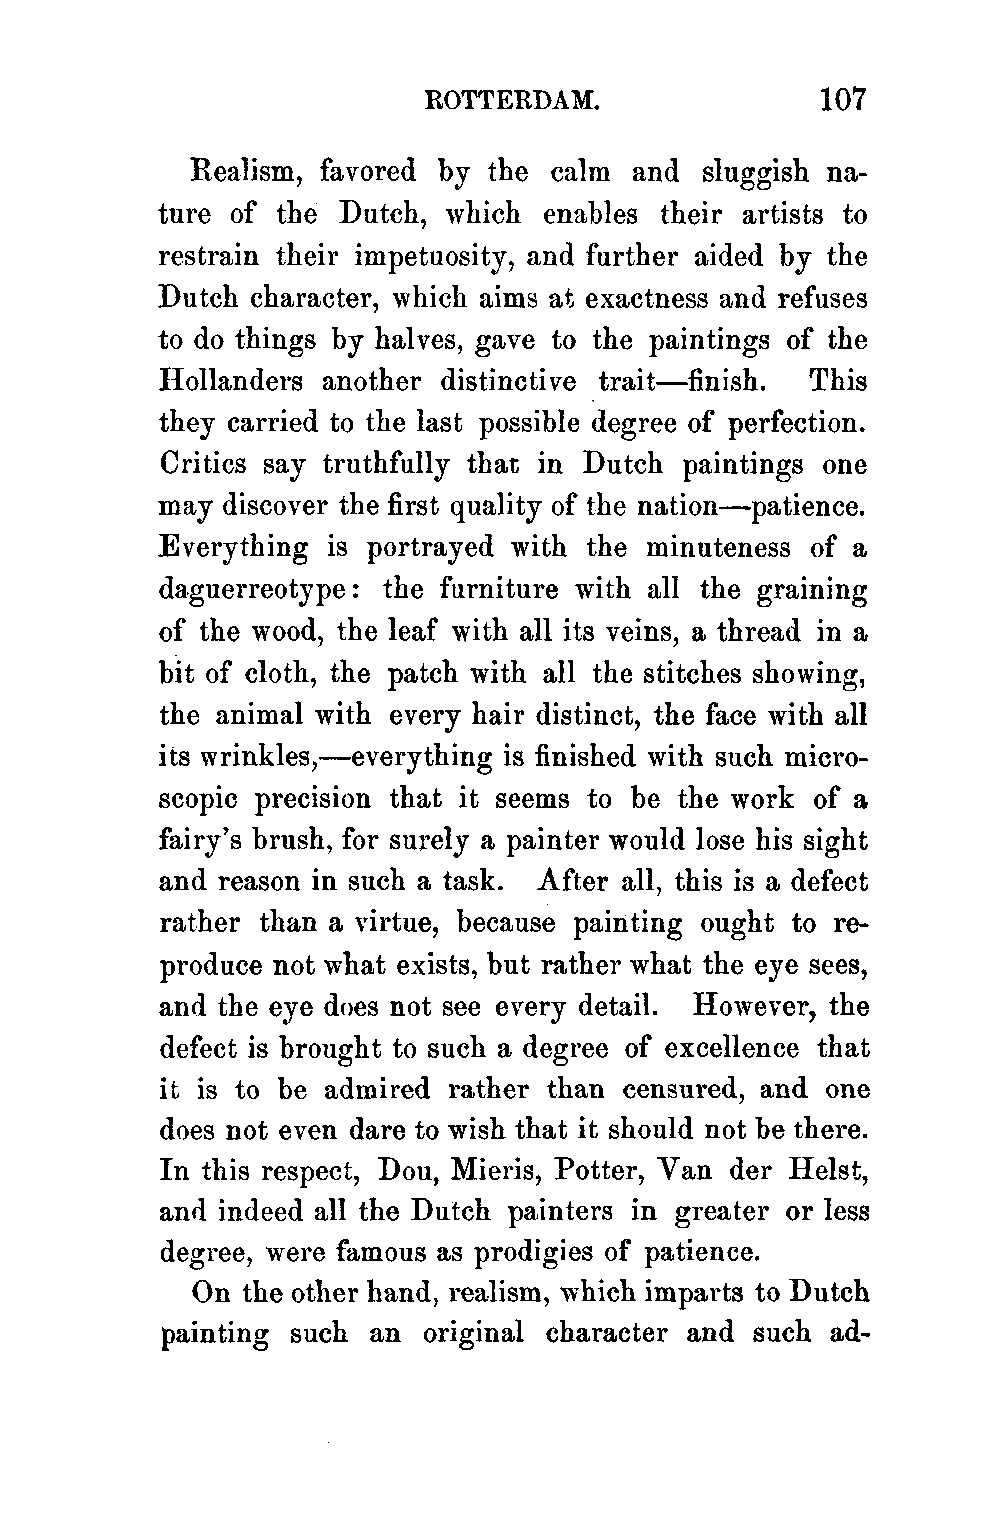 ROTTERDAM. 107
Realism, favored by the calm and sluggish na-
ture of the Dutch, which enables their artists to
restrain their impetuosity, and further aided by the
Dutch character, which aims at exactness and refuses
to do things by halves, gave to the paintings of the
Hollanders another distinctive trait—finish. This
they carried to the last possible degree of perfection.
Critics say truthfully that in Dutch paintings one
may discover the first quality of the nation—patience.
Everything is portrayed with the minuteness of a
daguerreotype: the furniture with all the graining
of the wood, the leaf with all its veins, a thread in a
bit of cloth, the patch with all the stitches showing,
the animal with every hair distinct, the face with all
its wrinkles,—everything is finished with such micro-
scopic precision that it seems to be the work of a
fairy's brush, for surely a painter would lose his sight
and reason in such a task. After all, this is a defect
rather than a virtue, because painting ought to re-
produce not what exists, but rather what the eye sees,
and the eye does not see every detail. However, the
defect is brought to such a degree of excellence that
it is to be admired rather than censured, and one
does not even dare to wish that it should not be there.
In this respect, Dou, Mieris, Potter, Van der Helst,
and indeed all the Dutch painters in greater or less
degree, were famous as prodigies of patience.
On the other hand, realism, which imparts to Dutch
painting such an original character and such ad-